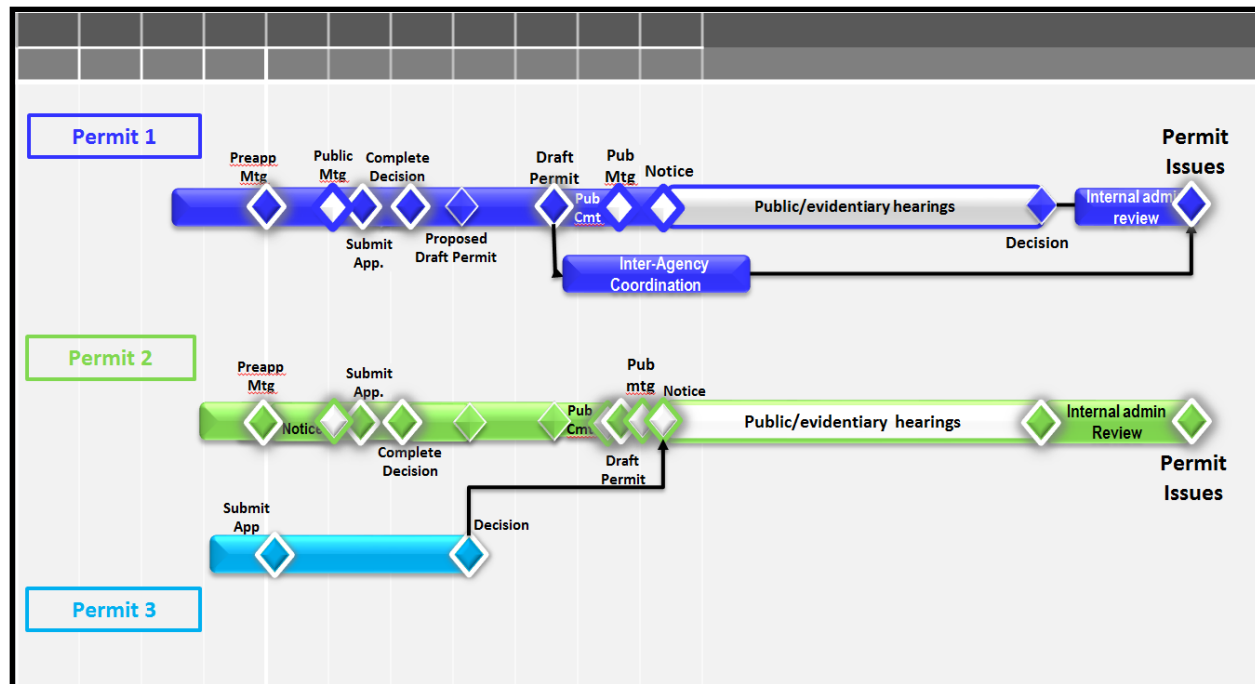 Permit 1
Preapp
Mtg
Public
Mtg
Complete
Decision
Draft
Permit
Pub
Mtg
Notice
Permit
Issues
Pub
Cmt
Public/evidentiary hearings
Internal admin
review
Submit
App.
Proposed
Draft Permit
Decision
Inter-Agency
Coordination
Permit 2
Preapp
Mtg
Submit
App.
Pub
mtg
Notice
Notice
Pub
Cmt
Public/evidentiary hearings
Internal admin
Review
Complete
Decision
Draft
Permit
Permit
Issues
Submit
App
Decision
Permit 3